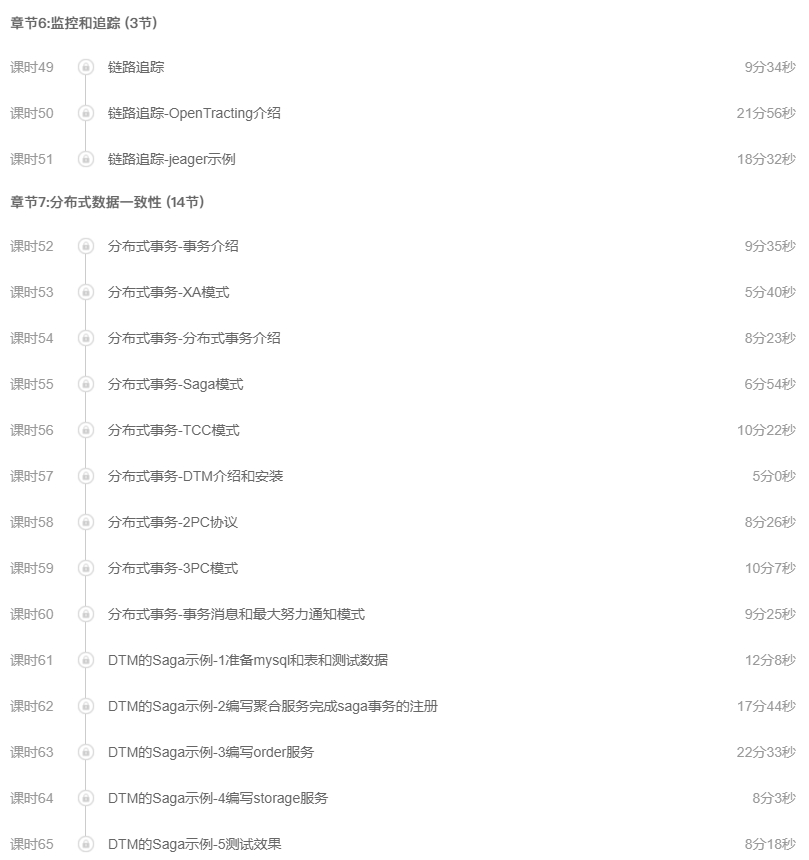 章节6:监控和追踪 (3节)
课时49 链路追踪 9分34秒
课时50 链路追踪-OpenTracting介绍 21分56秒
课时51 链路追踪-jeager示例 18分32秒
章节7:分布式数据一致性 (14节)
课时52 分布式事务-事务介绍 9分35秒
课时53 分布式事务-XA模式 5分40秒
课时54 分布式事务-分布式事务介绍 8分23秒
课时55 分布式事务-Saga模式 6分54秒
课时56 分布式事务-TCC模式 10分22秒
课时57 分布式事务-DTM介绍和安装 5分0秒
课时58 分布式事务-2PC协议 8分26秒
课时59 分布式事务-3PC模式 10分7秒
课时60 分布式事务-事务消息和最大努力通知模式 9分25秒
课时61 DTM的Saga示例-1准备mysql和表和测试数据 12分8秒
课时62 DTM的Saga示例-2编写聚合服务完成saga事务的注册 17分44秒
课时63 DTM的Saga示例-3编写order服务 22分33秒
课时64 DTM的Saga示例-4编写storage服务 8分3秒
课时65 DTM的Saga示例-5测试效果 8分18秒